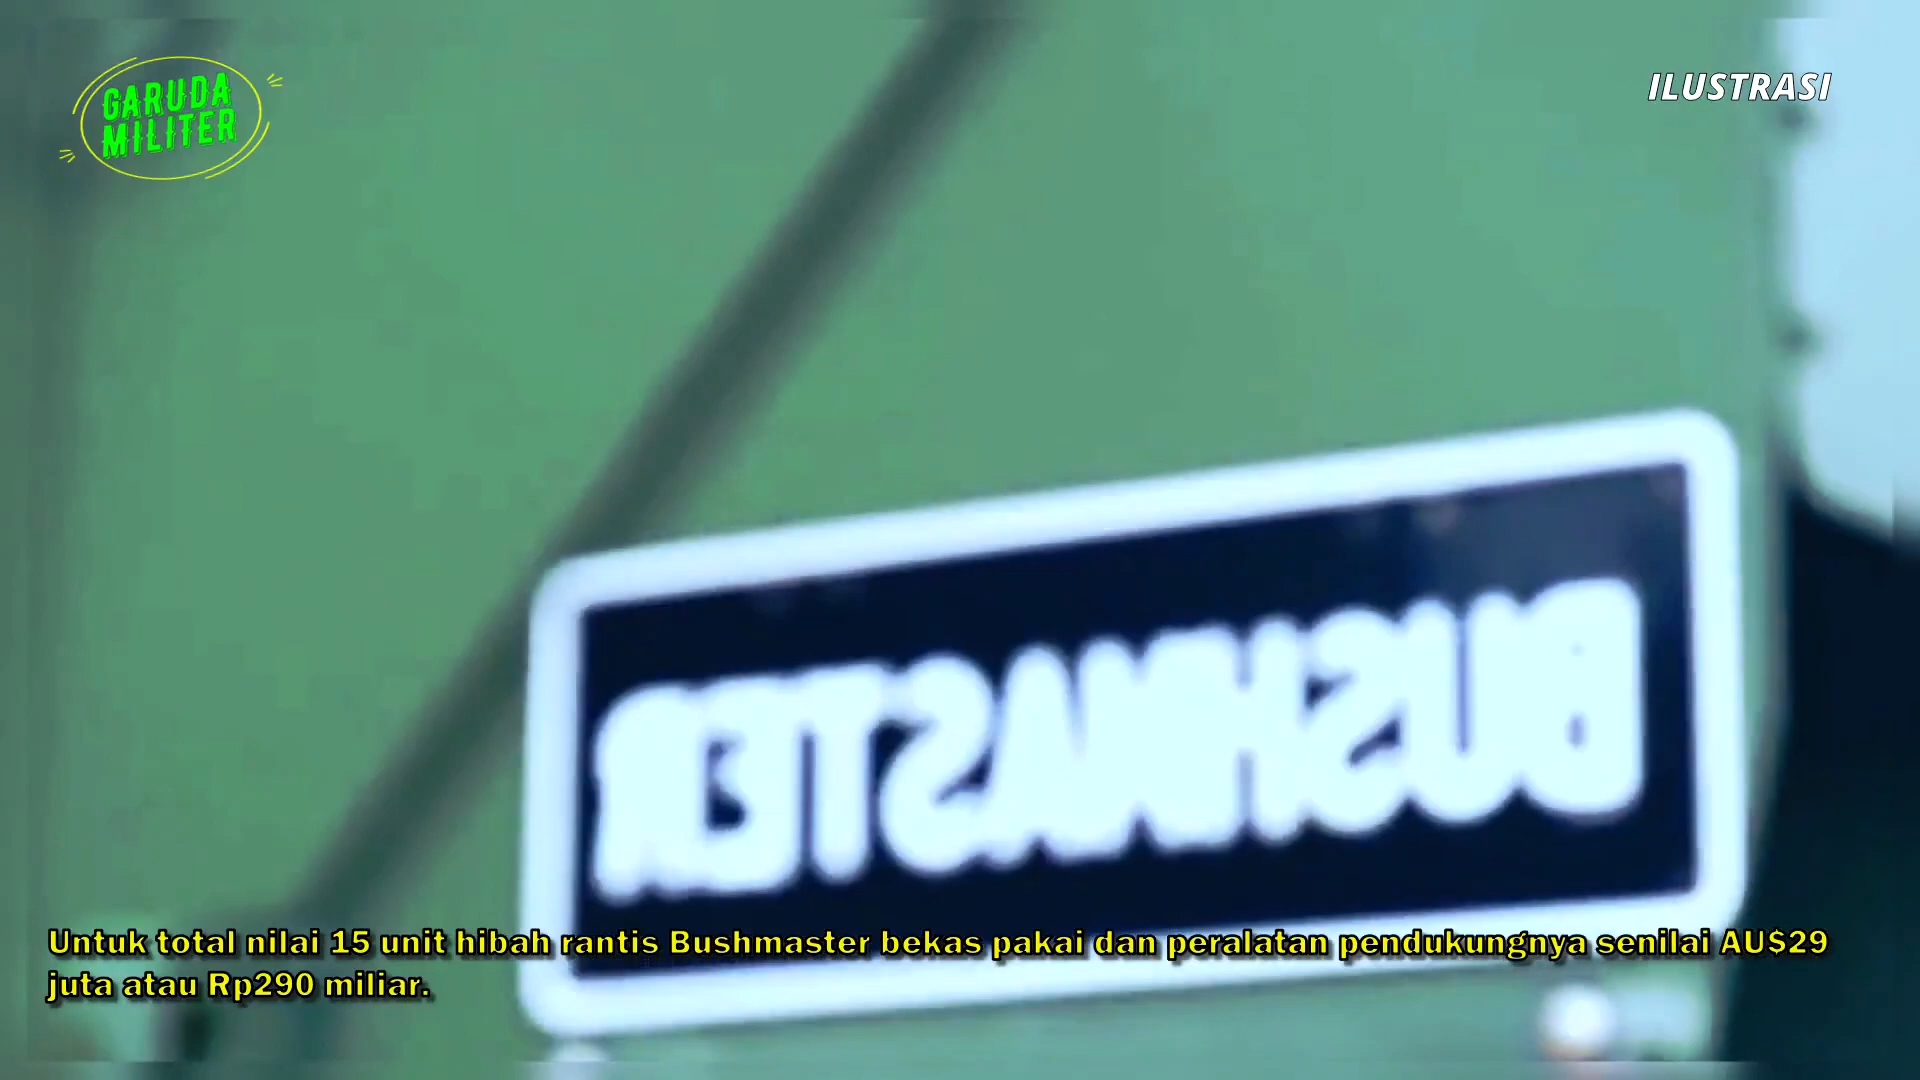 GARUDA
MILITER
ILUSTRASI
BUSHMASTER
Untuk total nilai 15 unit hibah rantis Bushmaster bekas pakai dan peralatan pendukungnya senilai AU$29
juta atau Rp290 miliar.